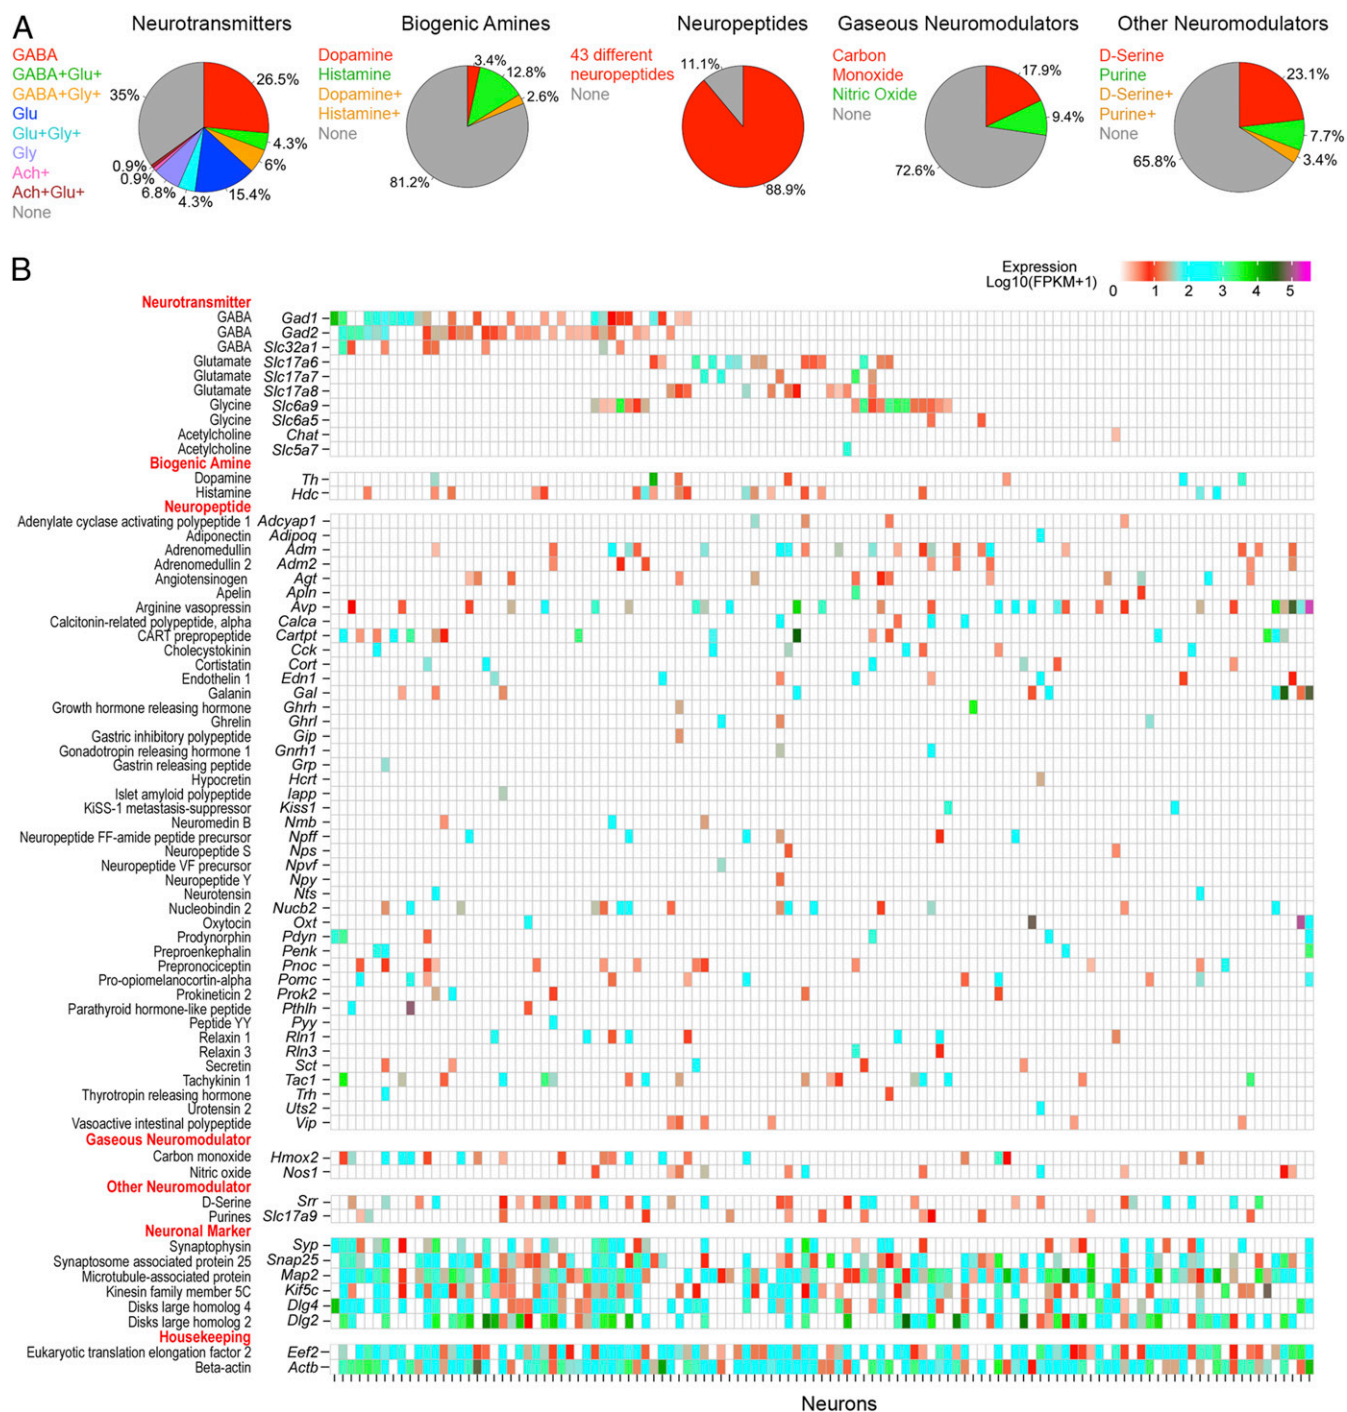 A
Neurotransmitters
GABA
GABA+Glu+
GABA+Gly+
Glu
Glu+Gly+
Gly
Ach+
Ach+Glu+
None
26.5%
4.3%
6%
15.4%
4.3%
6.8%
0.9%
0.9%
35%
Biogenic Amines
Dopamine
Histamine
Dopamine+
Histamine+
None
3.4%
12.8%
2.6%
81.2%
Neuropeptides
43 different
neuropeptides
None
11.1%
88.9%
Gaseous Neuromodulators
Carbon
Monoxide
Nitric Oxide
None
17.9%
9.4%
72.6%
Other Neuromodulators
D-Serine
Purine
D-Serine+
Purine+
None
23.1%
7.7%
3.4%
65.8%
B
Expression
Log10(FPKM+1)
0 1 2 3 4 5
Neurotransmitter
GABA Gad1
GABA Gad2
GABA Slc32a1
Glutamate Slc17a6
Glutamate Slc17a7
Glutamate Slc17a8
Glycine Slc6a9
Glycine Slc6a5
Acetylcholine Chat
Acetylcholine Slc5a7
Biogenic Amine
Dopamine Th
Histamine Hdc
Neuropeptide
Adenylate cyclase activating polypeptide 1 Adcyap1
Adiponectin Adipoq
Adrenomedullin Adm
Adrenomedullin 2 Adm2
Angiotensinogen Agt
Apelin Apln
Arginine vasopressin Avp
Calcitonin-related polypeptide, alpha Calca
CART prepropeptide Cartpt
Cholecystokinin Cck
Cortistatin Cort
Endothelin 1 Edn1
Galanin Gal
Growth hormone releasing hormone Ghrh
Ghrelin Ghrl
Gastric inhibitory polypeptide Gip
Gonadotropin releasing hormone 1 Gnrh1
Gastrin releasing peptide Grp
Hypocretin Hcrt
Islet amyloid polypeptide Iapp
KiSS-1 metastasis-suppressor Kiss1
Neuromedin B Nmb
Neuropeptide FF-amide peptide precursor Npff
Neuropeptide S Nps
Neuropeptide VF precursor Npvf
Neuropeptide Y Npy
Neurotensin Nts
Nucleobindin 2 Nucb2
Oxytocin Oxt
Prodynorphin Pdyn
Preproenkephalin Penk
Prepronociceptin Pnoc
Pro-opiomelanocortin-alpha Pomc
Prokineticin 2 Prok2
Parathyroid hormone-like peptide Pthlh
Peptide YY Pyy
Relaxin 1 Rln1
Relaxin 3 Rln3
Secretin Sct
Tachykinin 1 Tac1
Thyrotropin releasing hormone Trh
Urotensin 2 Uts2
Vasoactive intestinal polypeptide Vip
Gaseous Neuromodulator
Carbon monoxide Hmox2
Nitric oxide Nos1
Other Neuromodulator
D-Serine Srr
Purines Slc17a9
Neuronal Marker
Synaptophysin Syp
Synaptosome associated protein 25 Snap25
Microtubule-associated protein Map2
Kinesin family member 5C Kif5c
Disks large homolog 4 Dlg4
Disks large homolog 2 Dlg2
Housekeeping
Eukaryotic translation elongation factor 2 Eef2
Beta-actin Actb
Neurons